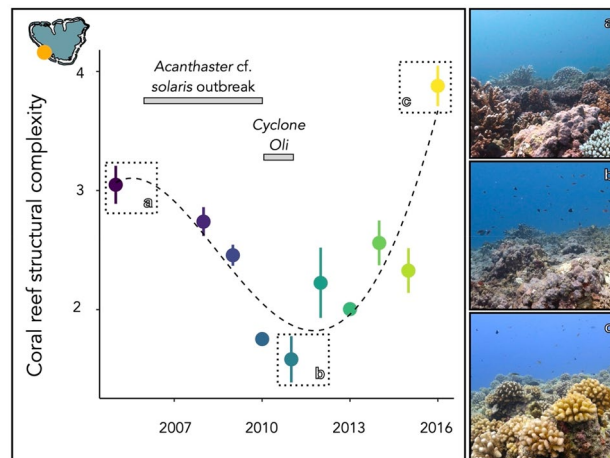 Coral reef structural complexity
4
3
2
Acanthaster cf.
solaris outbreak
Cyclone
Oli
a
b
c
2007
2010
2013
2016
a
b
c